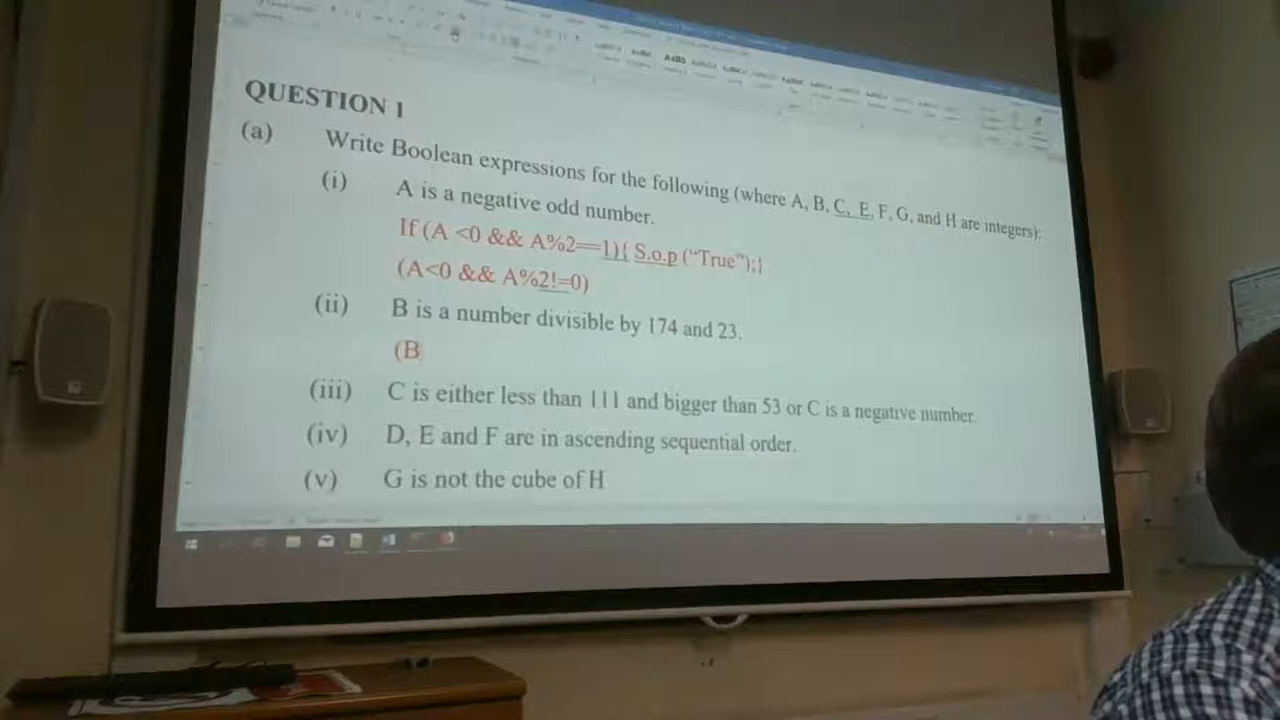 QUESTION 1
(a) Write Boolean expressions for the following (where A, B, C, E, F, G, and H are integers):
(i) A is a negative odd number.
If (A <0 && A%2==1){ S.o.p ("True");}
(A<0 && A%2!=0)
(ii) B is a number divisible by 174 and 23.
(B
(iii) C is either less than 111 and bigger than 53 or C is a negative number.
(iv) D, E and F are in ascending sequential order.
(v) G is not the cube of H